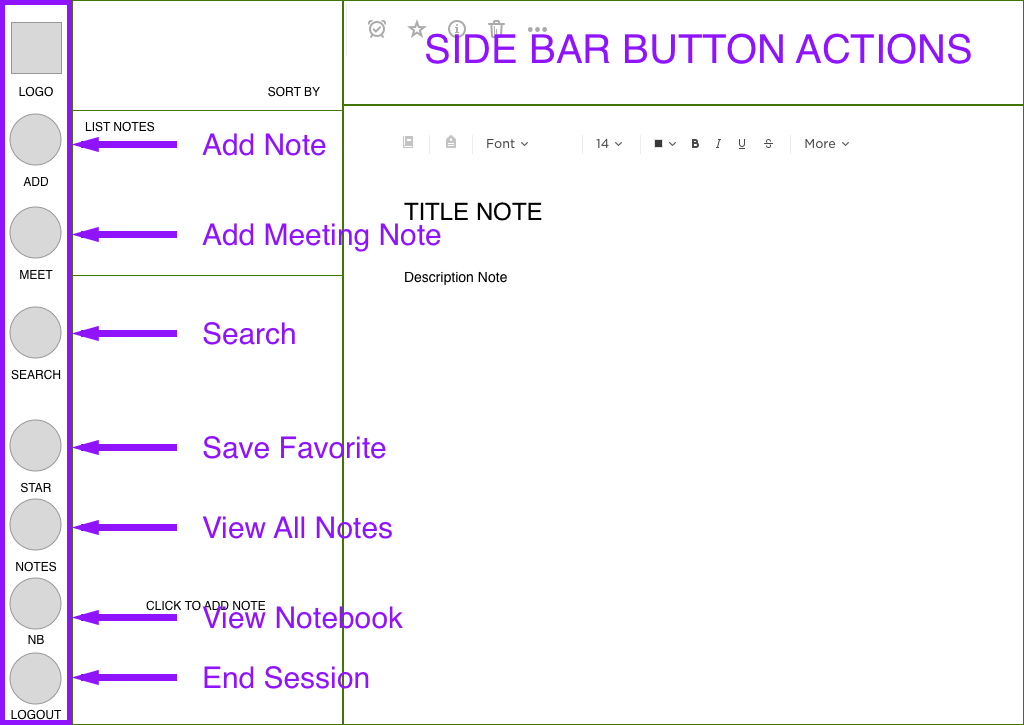 SIDE BAR BUTTON ACTIONS
LOGO
SORT BY
LIST NOTES
Add Note
ADD
Font
14
B
I
U
S
More
TITLE NOTE
Add Meeting Note
MEET
Description Note
Search
SEARCH
Save Favorite
STAR
View All Notes
NOTES
CLICK TO ADD NOTE
View Notebook
NB
End Session
LOGOUT